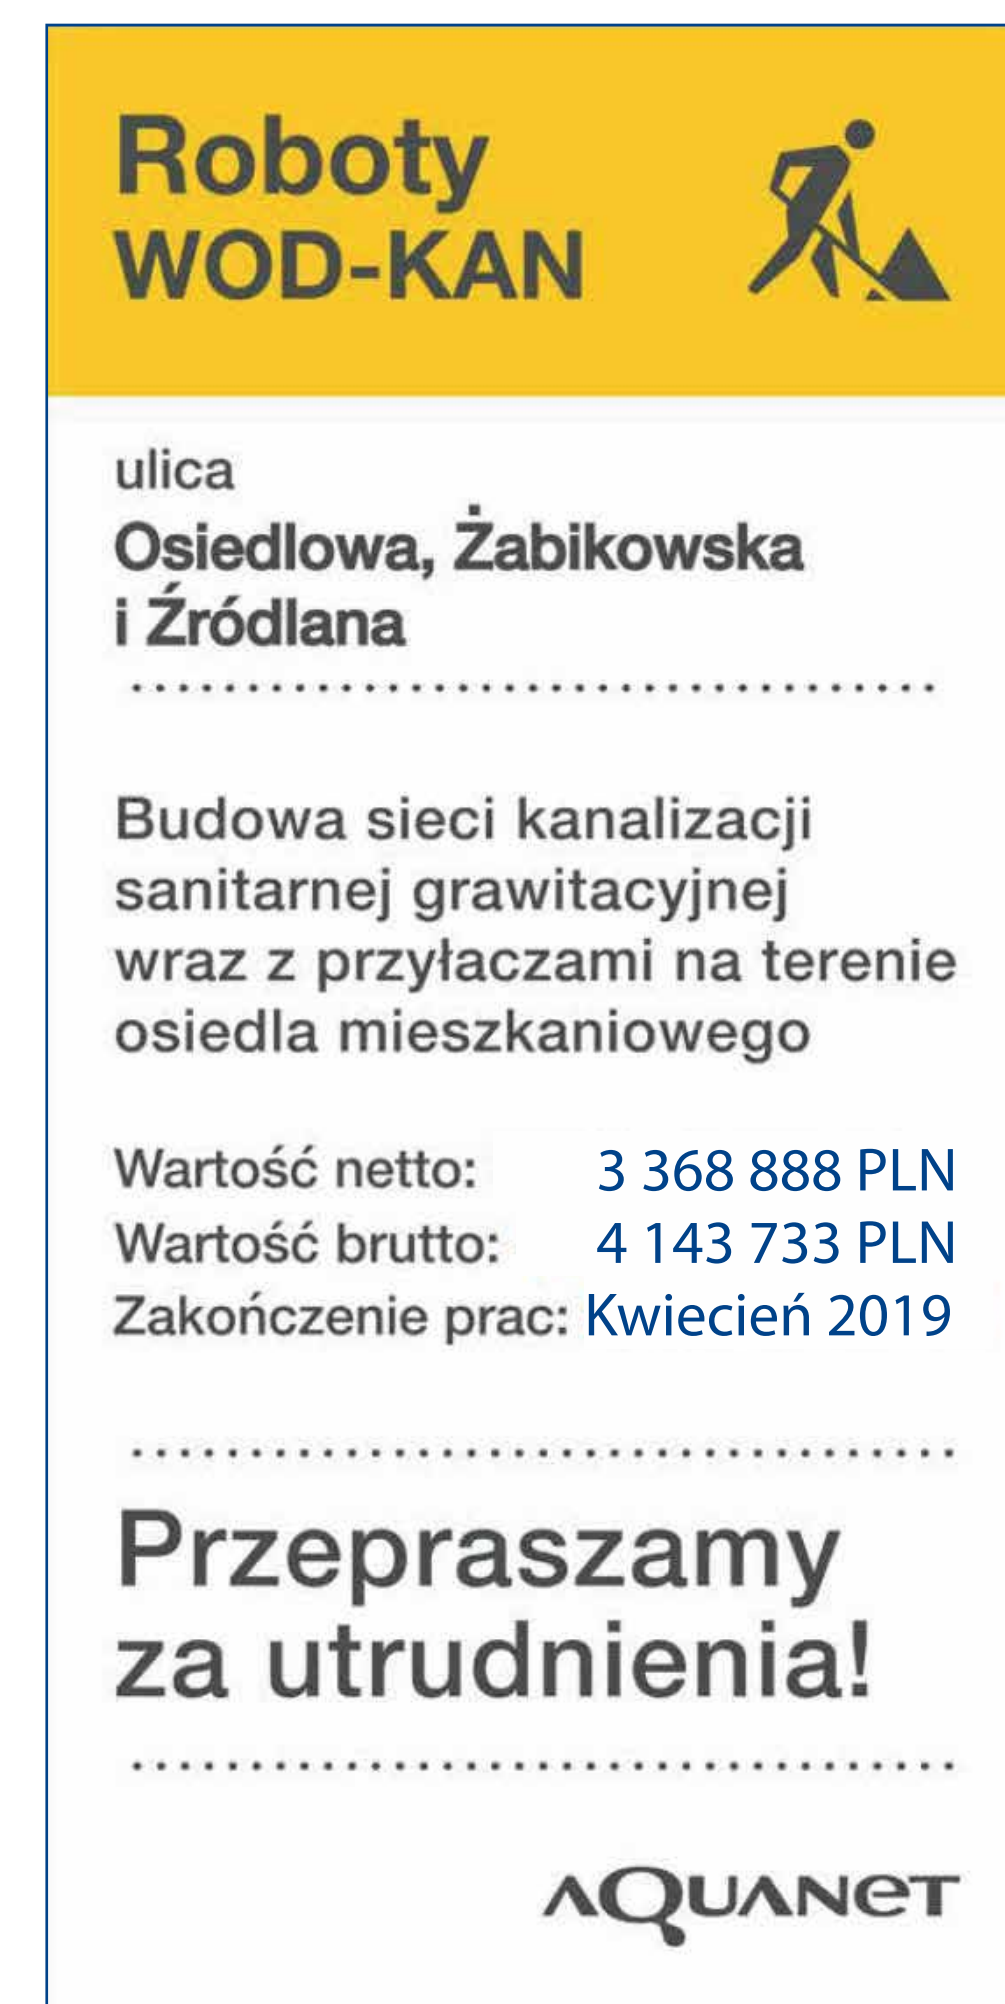 Roboty
WOD-KAN
ulica
Osiedlowa, Żabikowska
i Źródlana
Budowa sieci kanalizacji
sanitarnej grawitacyjnej
wraz z przyłaczami na terenie
osiedla mieszkaniowego
Wartość netto: 3 368 888 PLN
Wartość brutto: 4 143 733 PLN
Zakończenie prac: Kwiecień 2019
Przepraszamy
za utrudnienia!
AQUANET